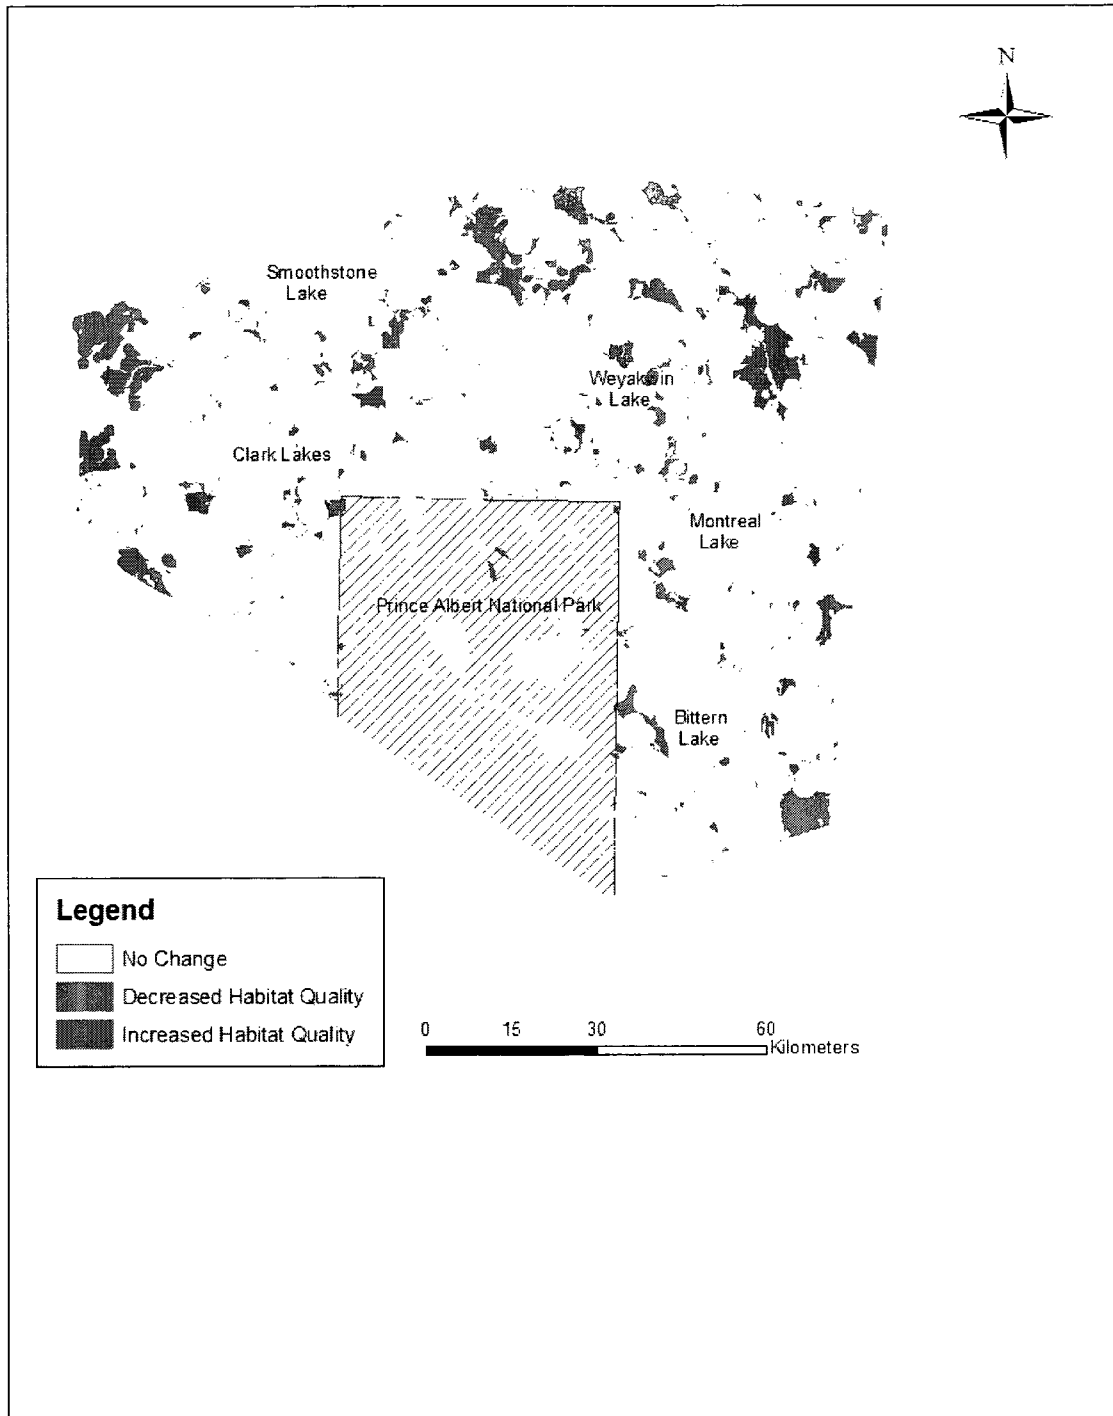 N
Smoothstone
Lake
Weyakwin
Lake
Clark Lakes
Montreal
Lake
Prince Albert National Park
Bittern
Lake
Legend
No Change
Decreased Habitat Quality
Increased Habitat Quality
0 15 30 60
Kilometers